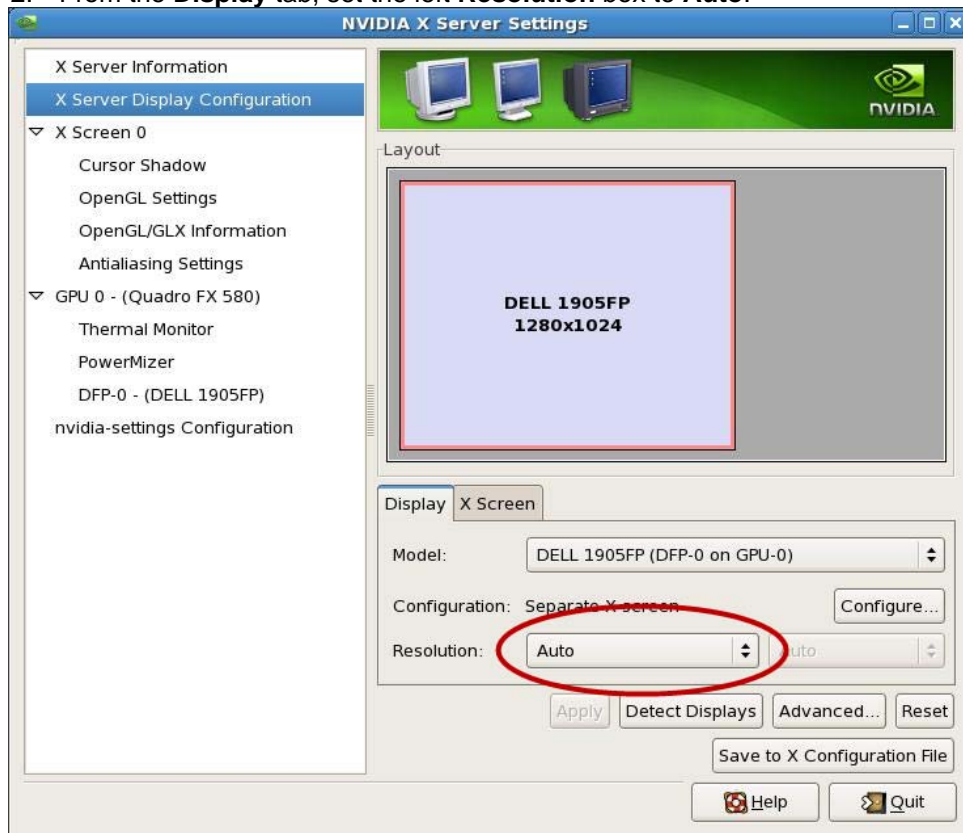 2. From the Display tab, set the left Resolution box to Auto.
NVIDIA X Server Settings
X Server Information
X Server Display Configuration
X Screen 0
Cursor Shadow
OpenGL Settings
OpenGL/GLX Information
Antialiasing Settings
GPU 0 - (Quadro FX 580)
Thermal Monitor
PowerMizer
DFP-0 - (DELL 1905FP)
nvidia-settings Configuration
NVIDIA
Layout
DELL 1905FP
1280x1024
Display X Screen
Model: DELL 1905FP (DFP-0 on GPU-0)
Configuration: Separate X screen Configure...
Resolution: Auto Auto
Apply Detect Displays Advanced... Reset
Save to X Configuration File
Help Quit